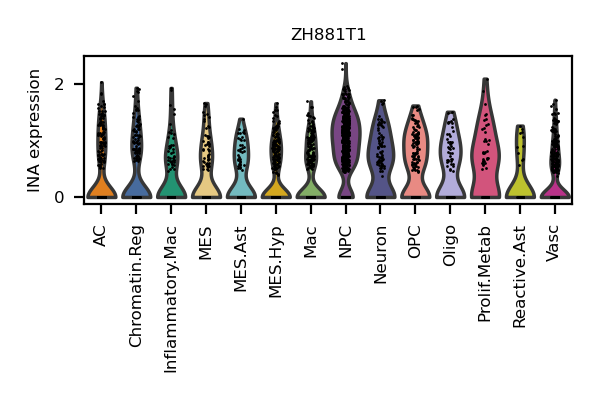 ZH881T1
INA expression
2
0
AC
Chromatin.Reg
Inflammatory.Mac
MES
MES.Ast
MES.Hyp
Mac
NPC
Neuron
OPC
Oligo
Prolif.Metab
Reactive.Ast
Vasc